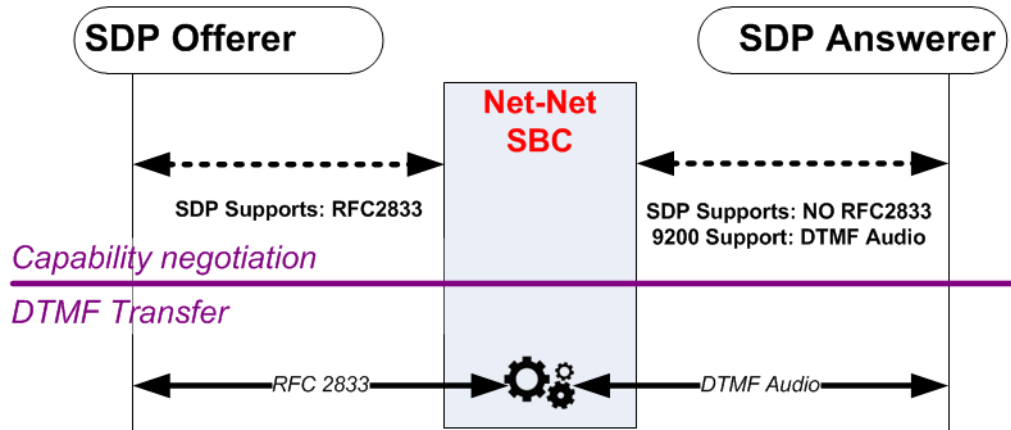 SDP Offerer
SDP Answerer
Net-Net
SBC
SDP Supports: RFC2833
SDP Supports: NO RFC2833
9200 Support: DTMF Audio
Capability negotiation
DTMF Transfer
RFC 2833
DTMF Audio